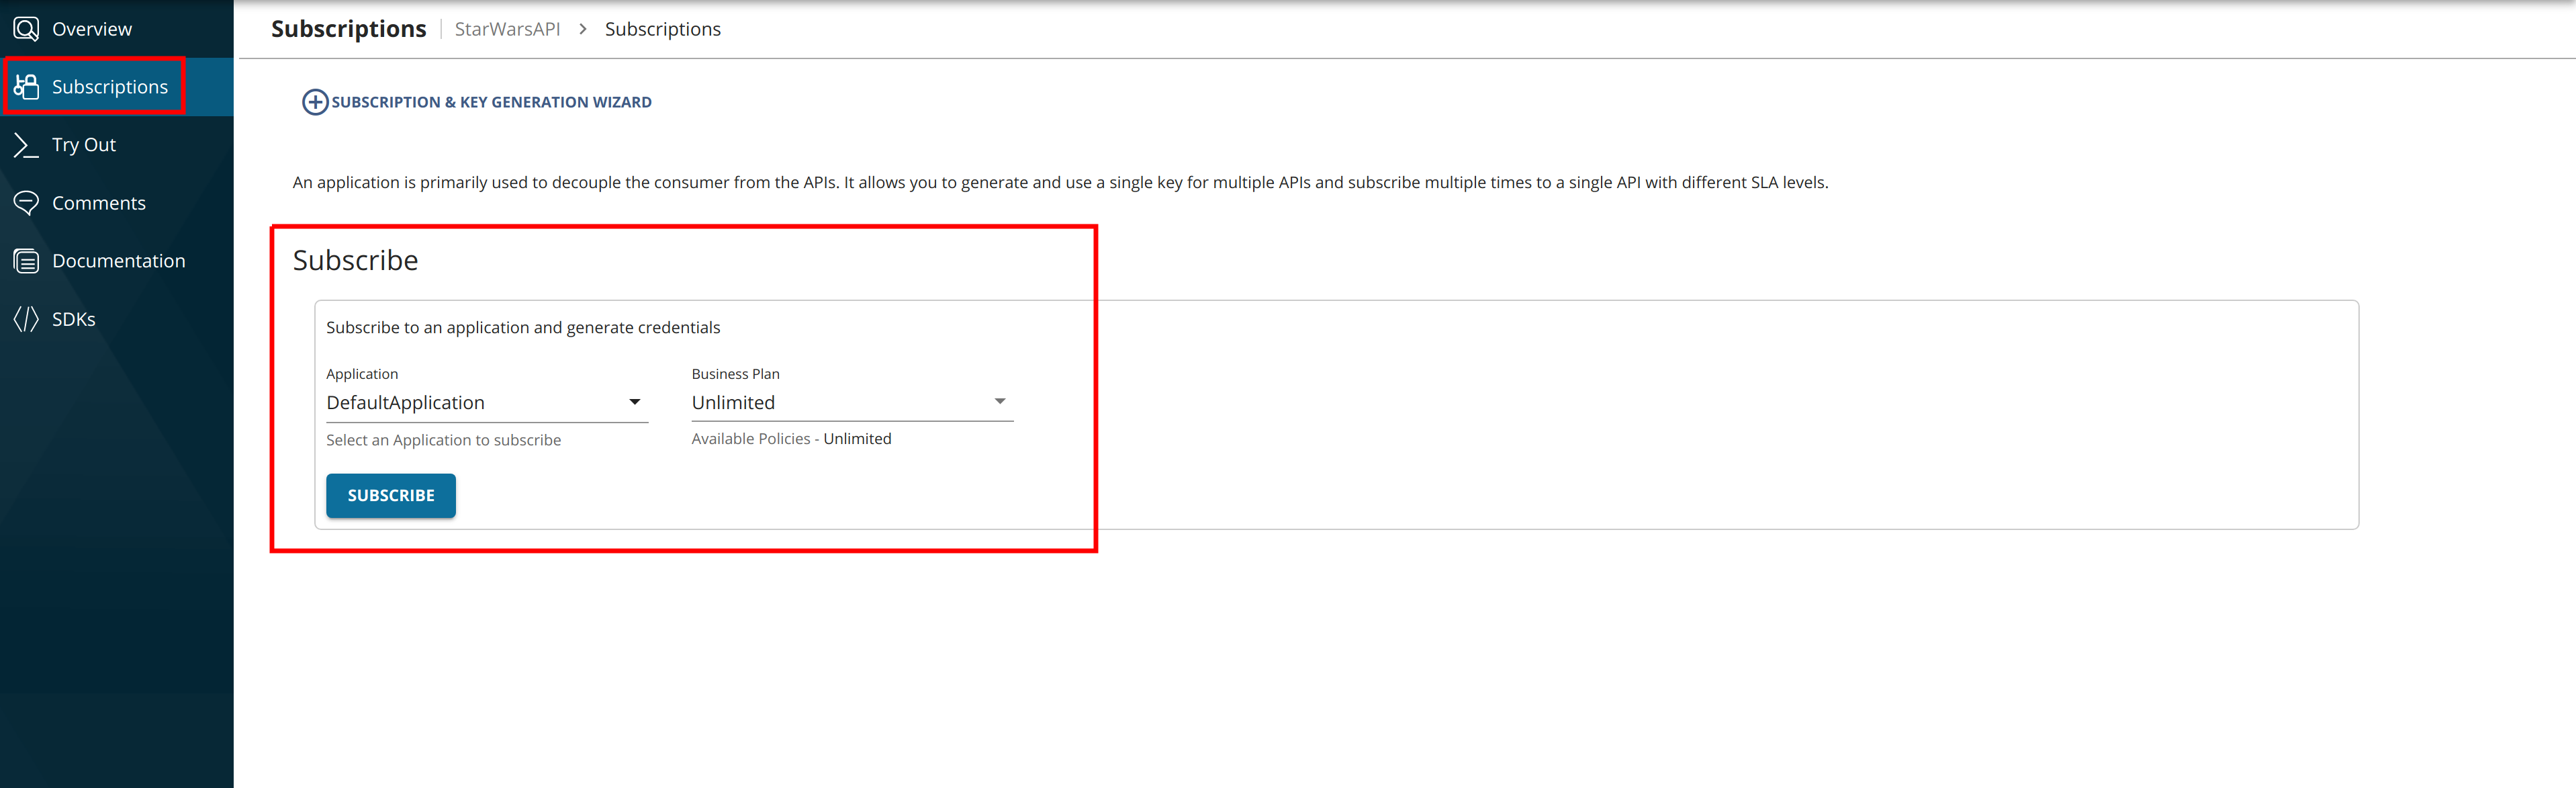 Overview
Subscriptions
Try Out
Comments
Documentation
SDKs
Subscriptions | StarWarsAPI > Subscriptions
SUBSCRIPTION & KEY GENERATION WIZARD
An application is primarily used to decouple the consumer from the APIs. It allows you to generate and use a single key for multiple APIs and subscribe multiple times to a single API with different SLA levels.
Subscribe
Subscribe to an application and generate credentials
Application
DefaultApplication
Select an Application to subscribe
Business Plan
Unlimited
Available Policies - Unlimited
SUBSCRIBE